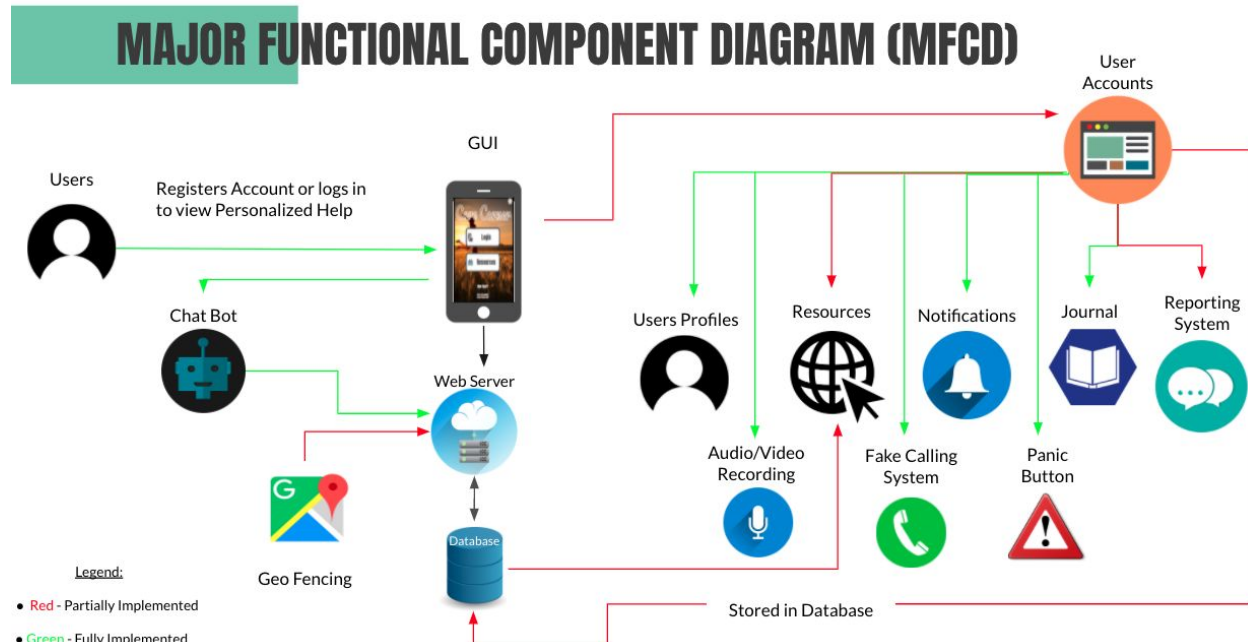 MAJOR FUNCTIONAL COMPONENT DIAGRAM (MFCD)
User
Accounts
GUI
Users
Registers Account or logs in
to view Personalized Help
Login
Resources
Chat Bot
Users Profiles
Resources
Notifications
Journal
Reporting
System
Web Server
Audio/Video
Recording
Fake Calling
System
Panic
Button
G
Database
Geo Fencing
Legend:
● Red - Partially Implemented
● Green - Fully Implemented
Stored in Database